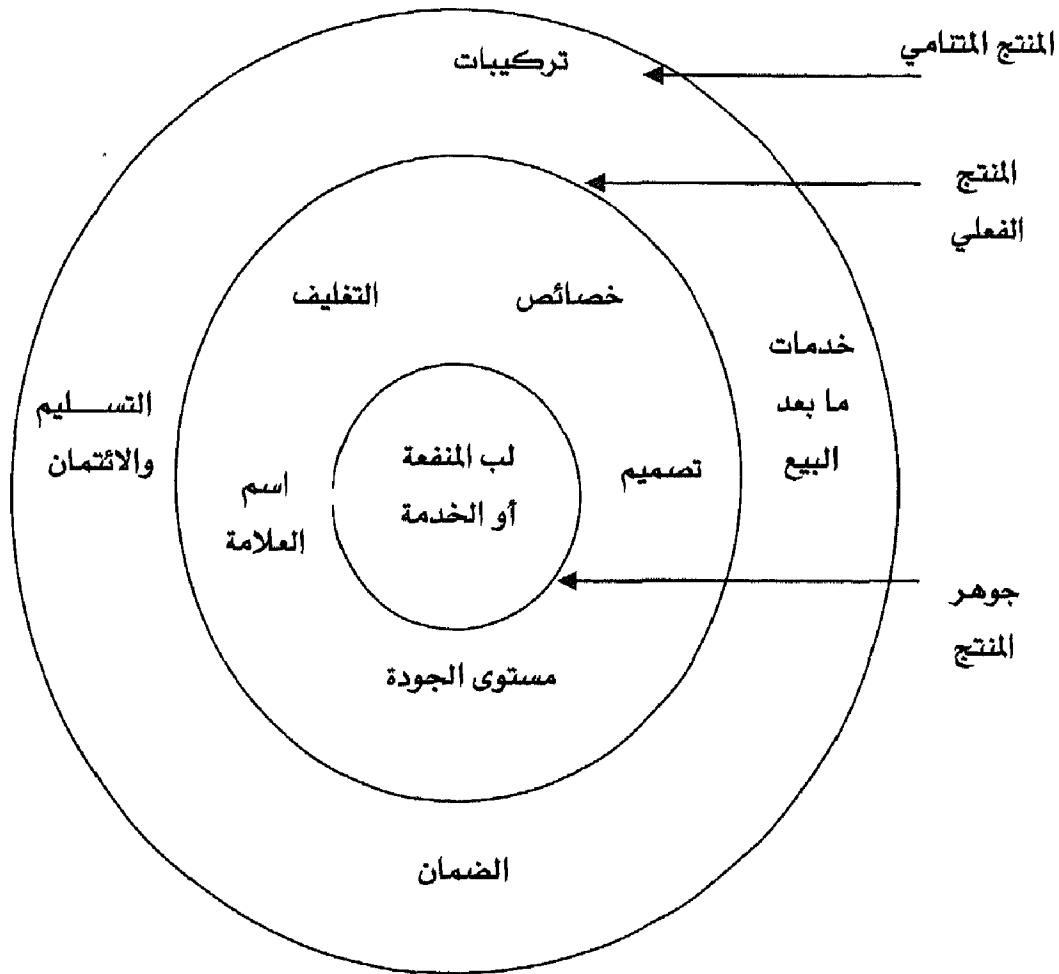 تركيبات
المنتج المتنامي
المنتج
الفعلي
خصائص
التغليف
خدمات
ما بعد
البيع
التســليم
والائتمان
لب المنفعة
أو الخدمة
تصميم
اسم
العلامة
جوهر
المنتج
مستوى الجودة
الضمان